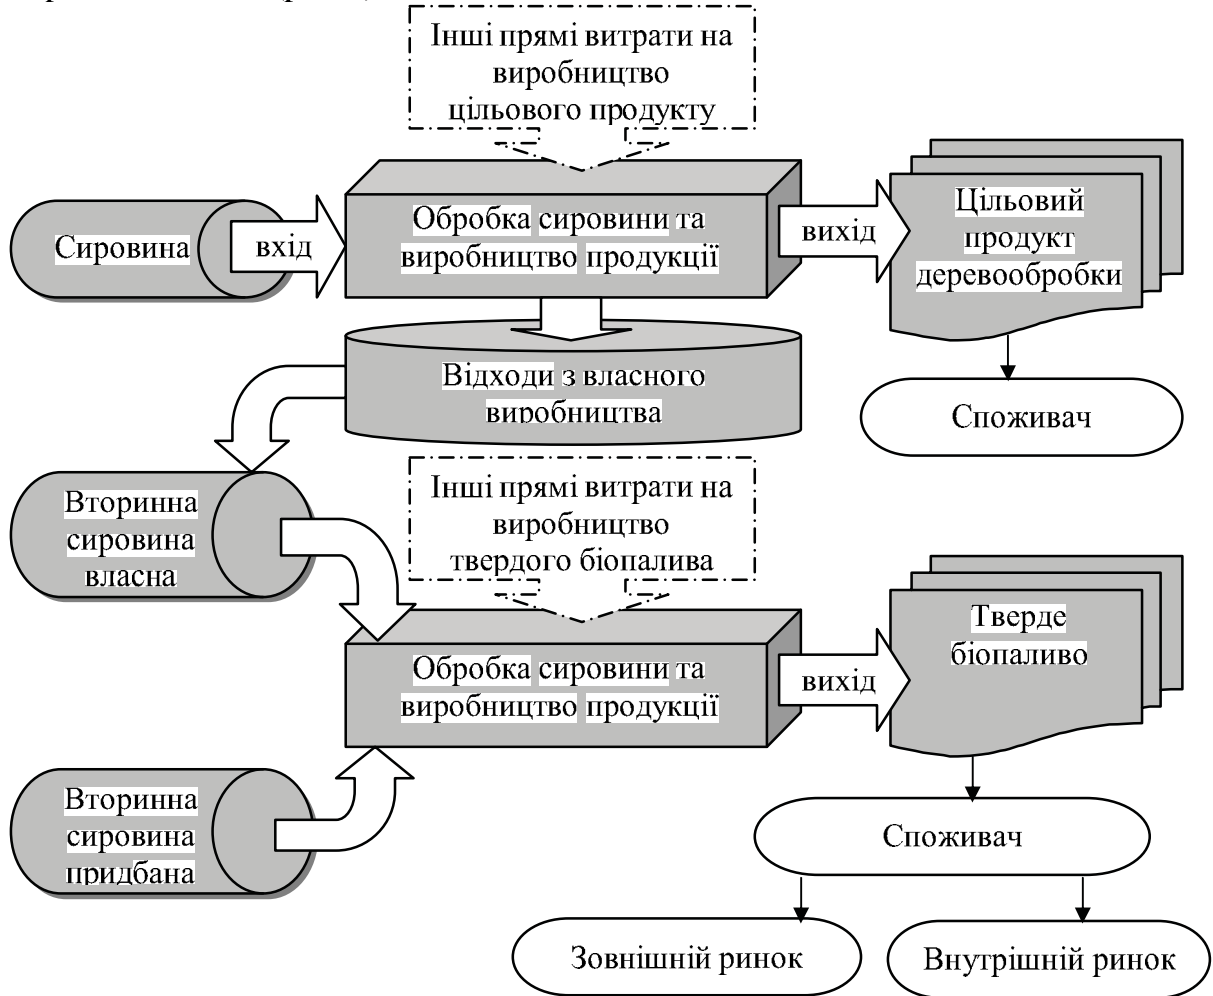 Інші прямі витрати на
виробництво
цільового продукту
Сировина
вхід
Обробка сировини та
виробництво продукції
вихід
Цільовий
продукт
деревообробки
Відходи з власного
виробництва
Споживач
Вторинна
сировина
власна
Інші прямі витрати на
виробництво
твердого біопалива
Обробка сировини та
виробництво продукції
вихід
Тверде
біопаливо
Вторинна
сировина
придбана
Споживач
Зовнішній ринок
Внутрішній ринок